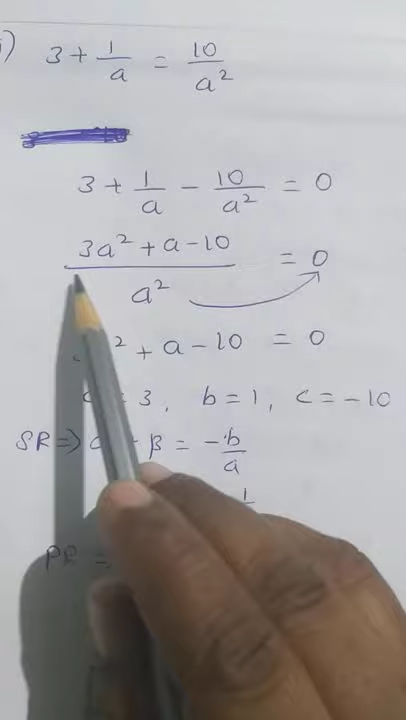 ) 3 + 1/a = 10/a²
3 + 1/a - 10/a² = 0
3a² + a - 10 / a² = 0
² + a - 10 = 0
= 3, b = 1, c = -10
SR => α + β = -b/a
1
PR =